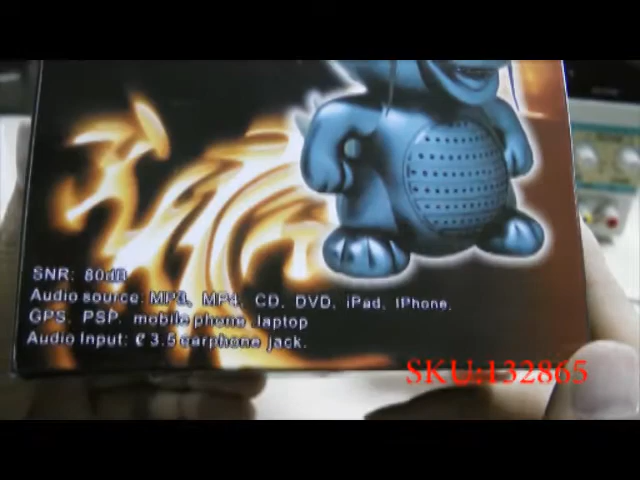 SNR: 80dB
Audio source: MP3, MP4, CD, DVD, iPad, IPhone,
GPS, PSP, mobile phone ,laptop
Audio Input: ¢ 3.5 earphone jack.
SKU:132865